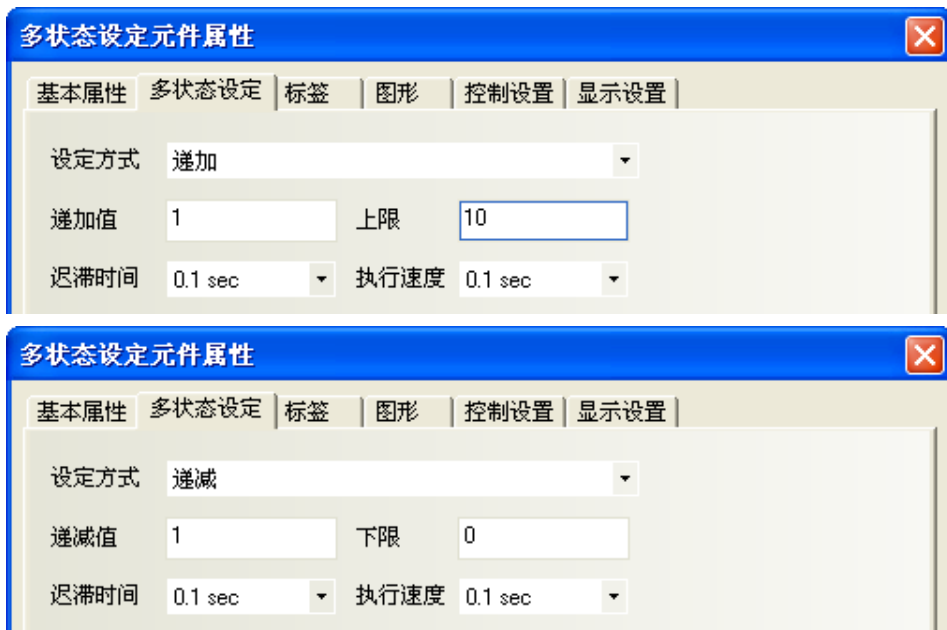 多状态设定元件属性
基本属性 多状态设定 标签 图形 控制设置 显示设置
设定方式 递加
递加值 1 上限 10
迟滞时间 0.1 sec 执行速度 0.1 sec
多状态设定元件属性
基本属性 多状态设定 标签 图形 控制设置 显示设置
设定方式 递减
递减值 1 下限 0
迟滞时间 0.1 sec 执行速度 0.1 sec